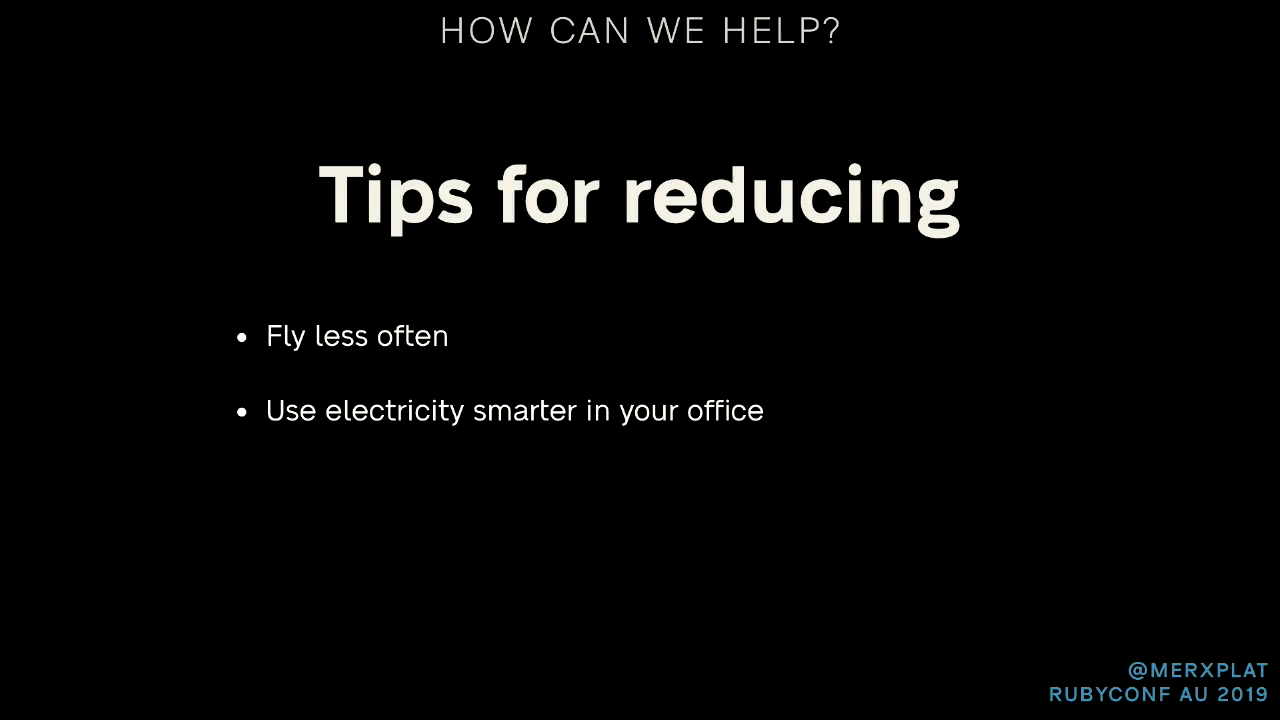 HOW CAN WE HELP?
Tips for reducing
• Fly less often
• Use electricity smarter in your office
@MERXPLAT
RUBYCONF AU 2019